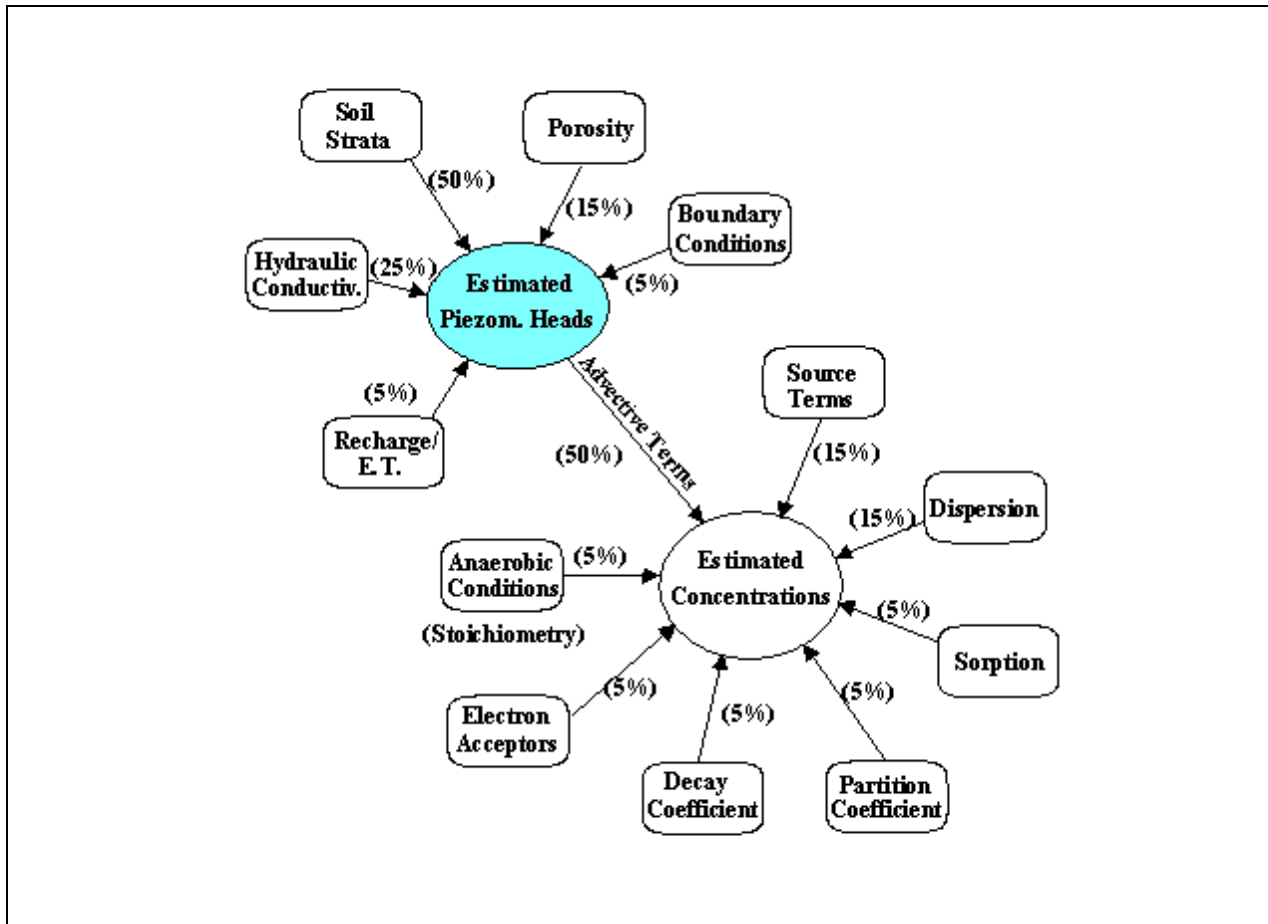 Soil
Strata
Porosity
(50%)
(15%)
Boundary
Conditions
Hydraulic
Conductiv.
(25%)
(5%)
Estimated
Piezom. Heads
(5%)
Recharge/
E.T.
Advective Terms
(50%)
Source
Terms
(15%)
Dispersion
(15%)
Anaerobic
Conditions
(5%)
(Stoichiometry)
Estimated
Concentrations
(5%)
Sorption
Electron
Acceptors
(5%)
(5%)
Decay
Coefficient
(5%)
Partition
Coefficient